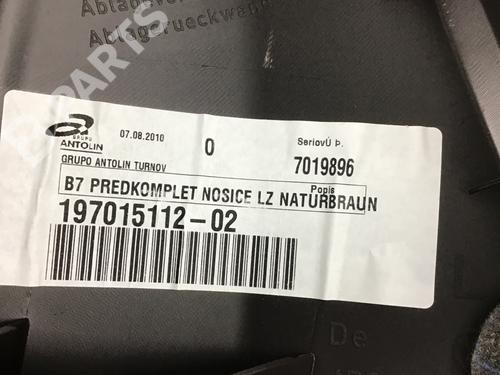 Ablagesver
Ablagerueckwand
GRUPO
ANTOLIN
07.08.2010
0
SeriovÚ Þ.
7019896
GRUPO ANTOLIN TURNOV
Popis
B7 PREDKOMPLET NOSICE LZ NATURBRAUN
197015112-02
De
PARTS